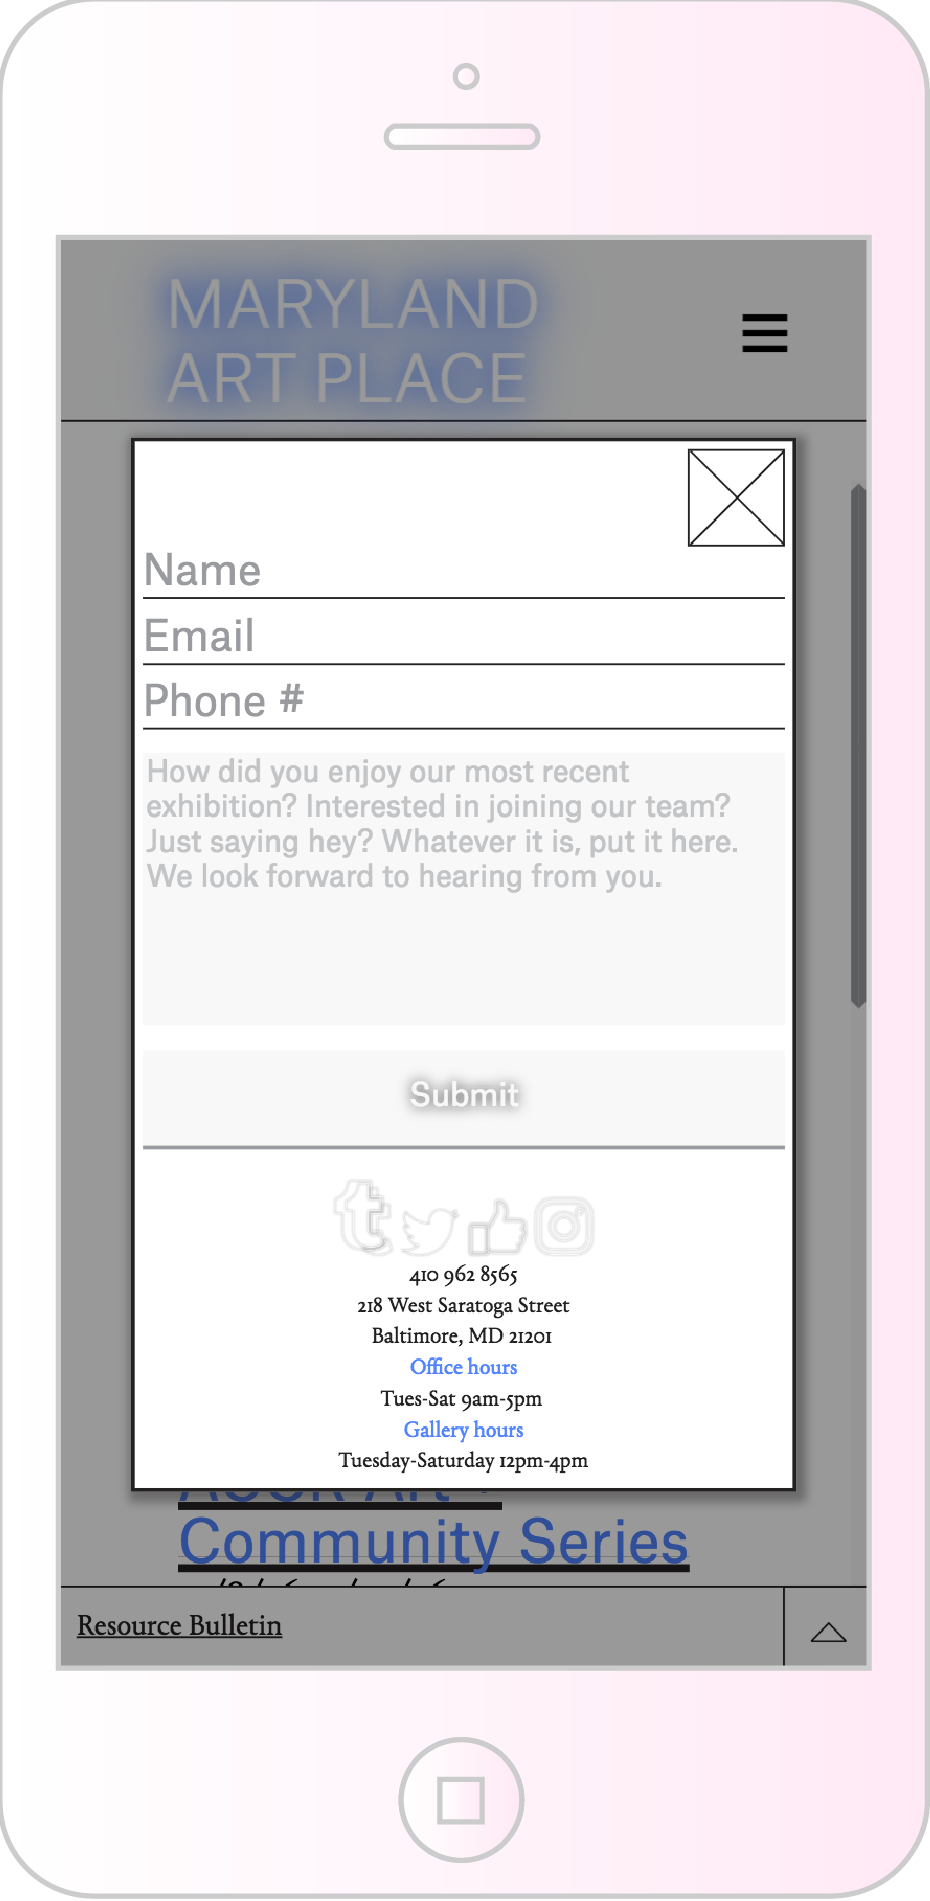 MARYLAND
ART PLACE
Name
Email
Phone #
How did you enjoy our most recent
exhibition? Interested in joining our team?
Just saying hey? Whatever it is, put it here.
We look forward to hearing from you.
Submit
410 962 8565
218 West Saratoga Street
Baltimore, MD 21201
Office hours
Tues-Sat 9am-5pm
Gallery hours
Tuesday-Saturday 12pm-4pm
Community Series
Resource Bulletin